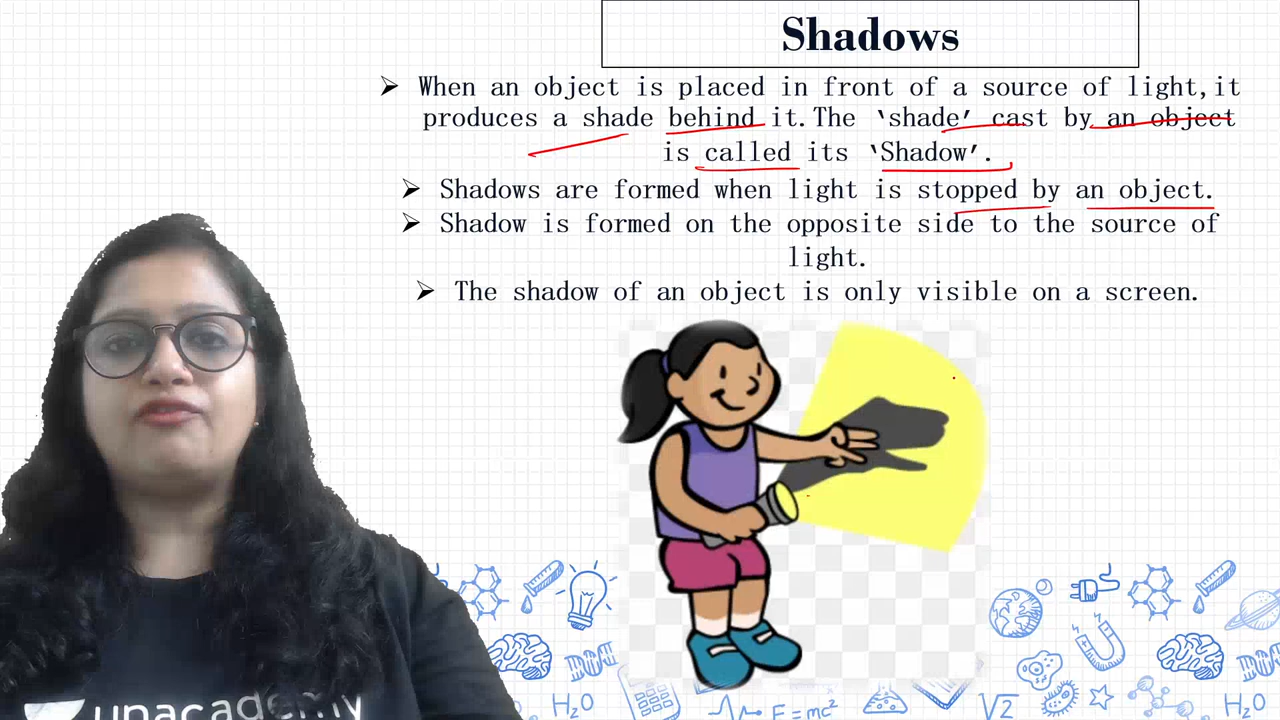 Shadows
➢ When an object is placed in front of a source of light,it
produces a shade behind it.The ‛shade’ cast by an object
is called its ‛Shadow’.
➢ Shadows are formed when light is stopped by an object.
➢ Shadow is formed on the opposite side to the source of
light.
➢ The shadow of an object is only visible on a screen.
unacademy
H₂O
E=mc²
√2
H₂O